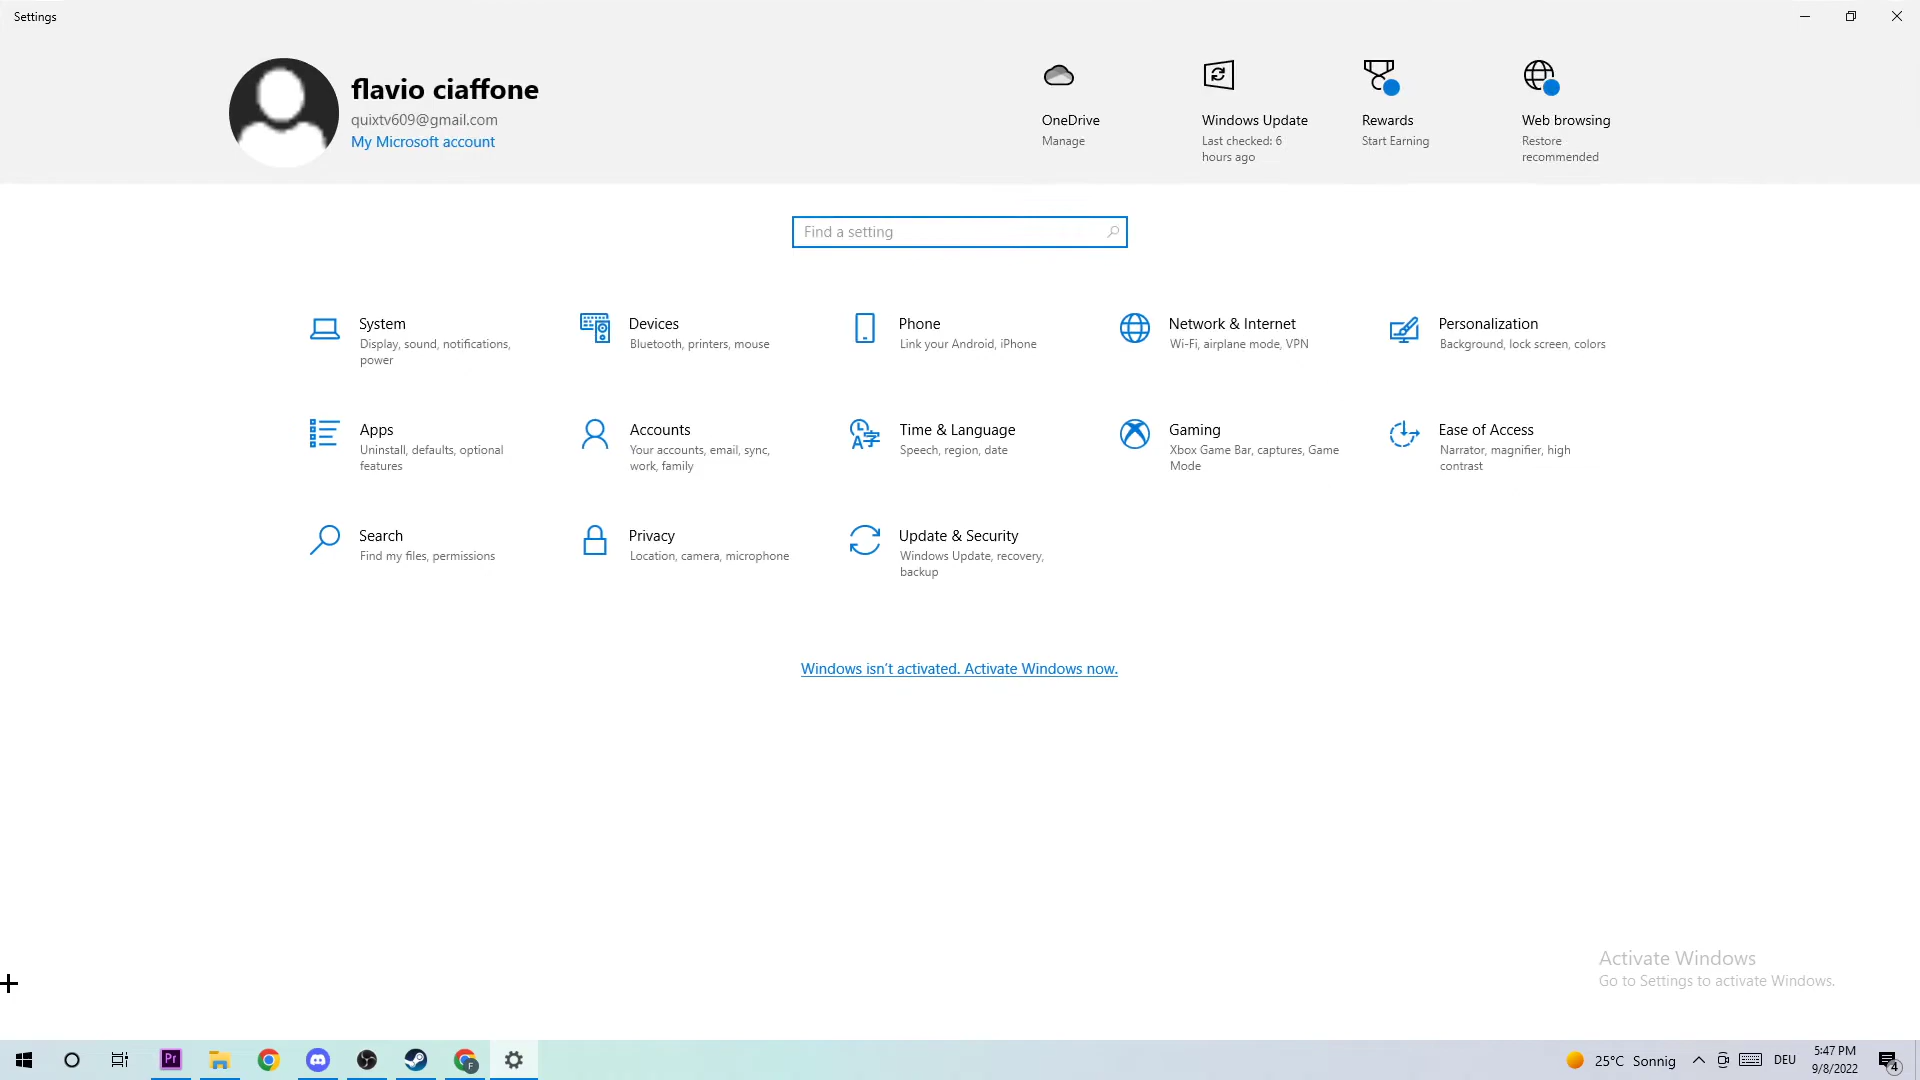 Settings
flavio ciaffone
quixtv609@gmail.com
My Microsoft account
OneDrive
Manage
Windows Update
Last checked: 6
hours ago
Rewards
Start Earning
Web browsing
Restore
recommended
Find a setting
System
Display, sound, notifications,
power
Devices
Bluetooth, printers, mouse
Phone
Link your Android, iPhone
Network & Internet
Wi-Fi, airplane mode, VPN
Personalization
Background, lock screen, colors
Apps
Uninstall, defaults, optional
features
Accounts
Your accounts, email, sync,
work, family
Time & Language
Speech, region, date
Gaming
Xbox Game Bar, captures, Game
Mode
Ease of Access
Narrator, magnifier, high
contrast
Search
Find my files, permissions
Privacy
Location, camera, microphone
Update & Security
Windows Update, recovery,
backup
Windows isn't activated. Activate Windows now.
Activate Windows
Go to Settings to activate Windows.
Pr
F
25°C Sonnig
DEU
5:47 PM
9/8/2022
4